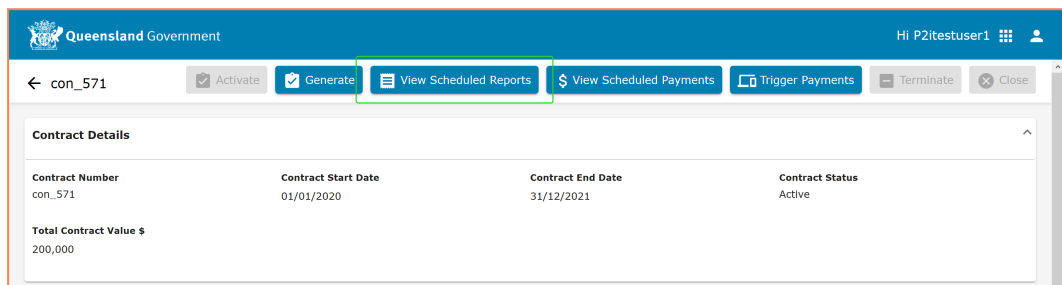 Queensland Government
Hi P2itestuser1
con_571
Activate
Generate
View Scheduled Reports
$ View Scheduled Payments
Trigger Payments
Terminate
Close
Contract Details
Contract Number
Contract Start Date
Contract End Date
Contract Status
con_571
01/01/2020
31/12/2021
Active
Total Contract Value $
200,000